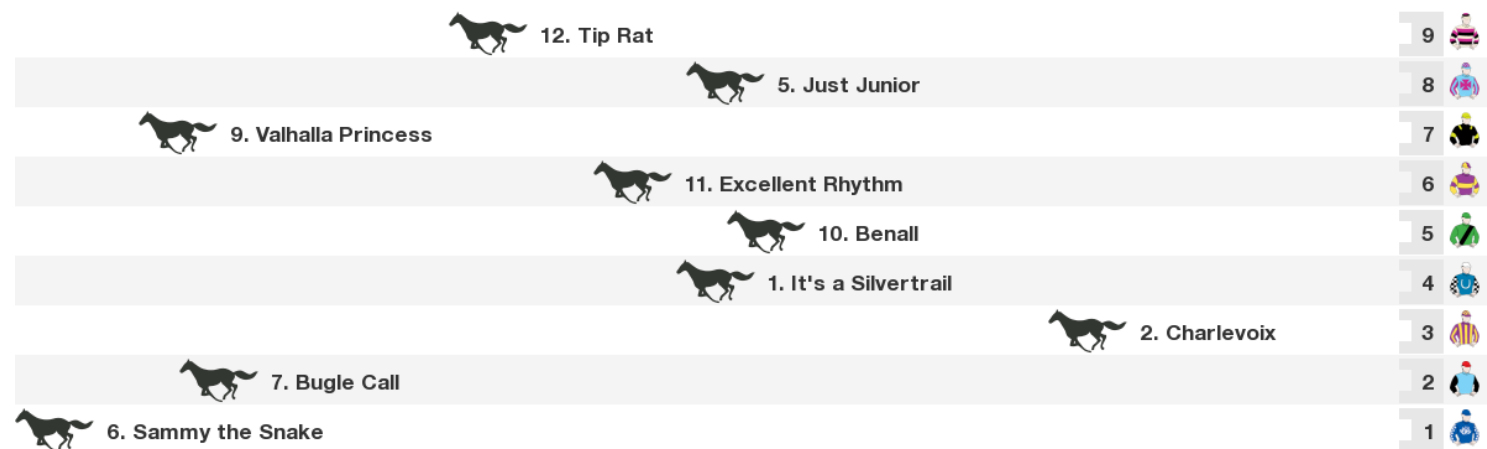 12. Tip Rat 9
5. Just Junior 8
9. Valhalla Princess 7
11. Excellent Rhythm 6
10. Benall 5
1. It's a Silvertrail 4
2. Charlevoix 3
7. Bugle Call 2
6. Sammy the Snake 1